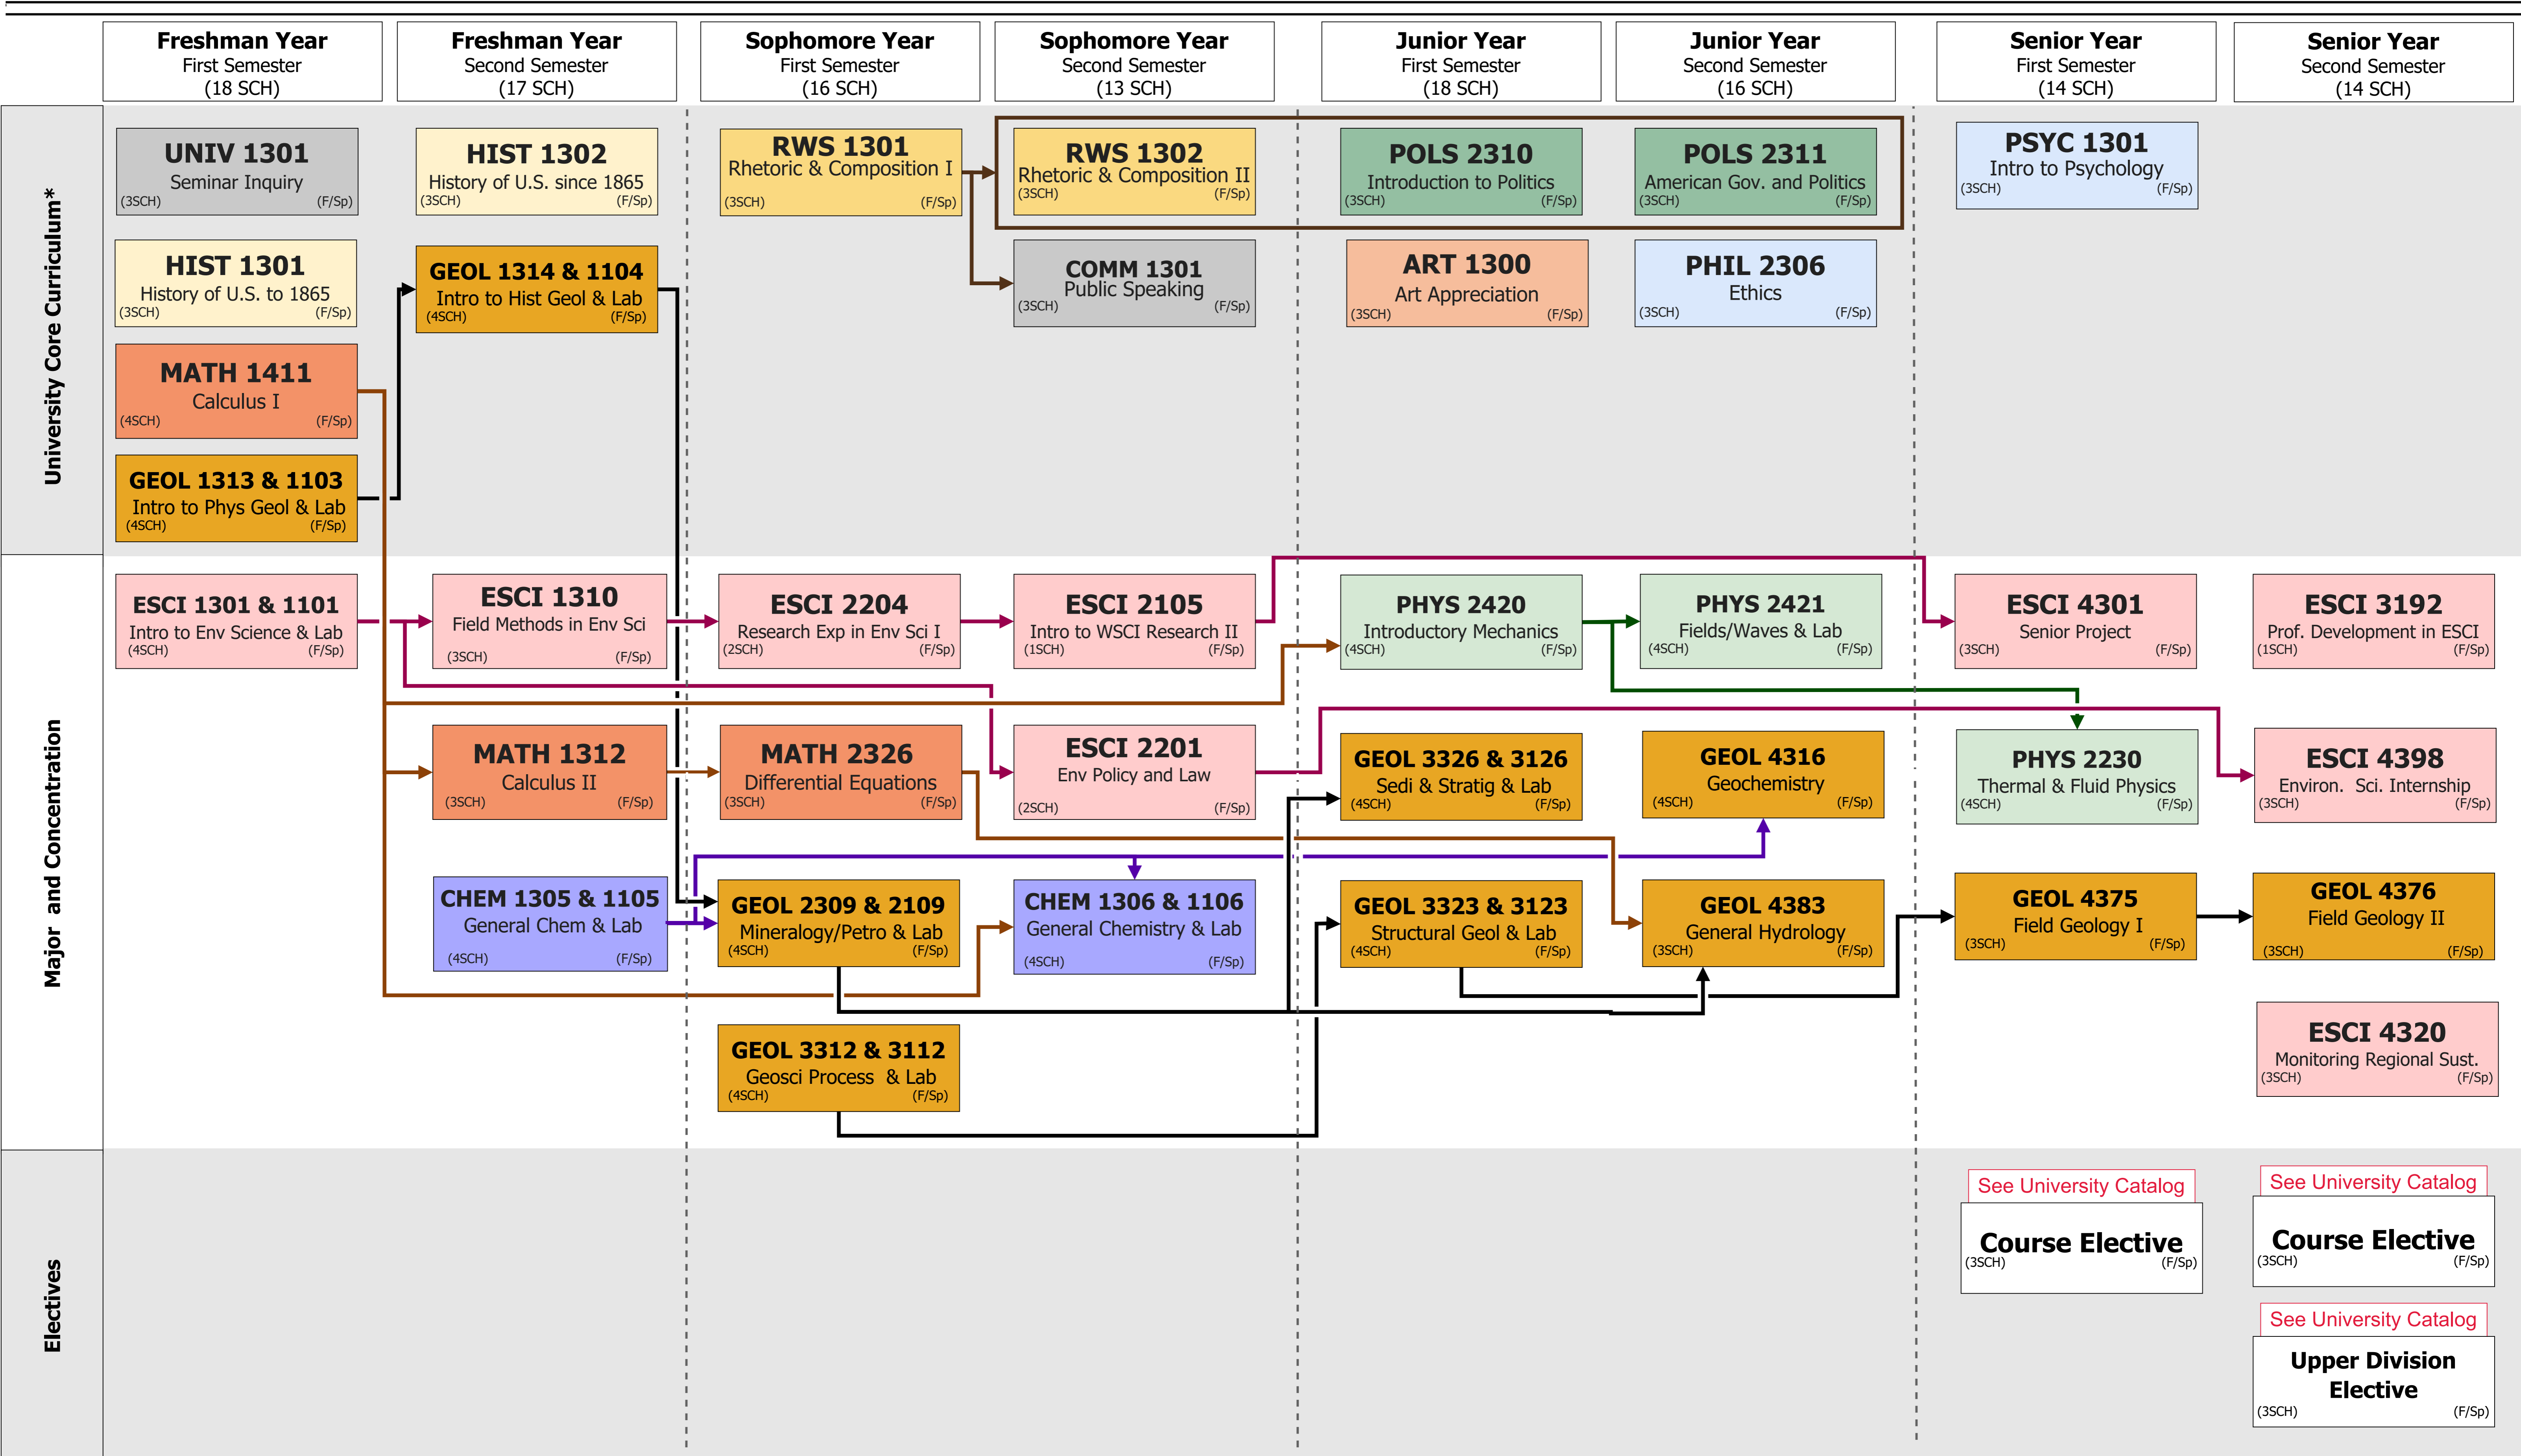 Freshman Year
First Semester
(18 SCH)
Freshman Year
Second Semester
(17 SCH)
Sophomore Year
First Semester
(16 SCH)
Sophomore Year
Second Semester
(13 SCH)
Junior Year
First Semester
(18 SCH)
Junior Year
Second Semester
(16 SCH)
Senior Year
First Semester
(14 SCH)
Senior Year
Second Semester
(14 SCH)
University Core Curriculum*
UNIV 1301
Seminar Inquiry
(3SCH) (F/Sp)
HIST 1302
History of U.S. since 1865
(3SCH) (F/Sp)
RWS 1301
Rhetoric & Composition I
(3SCH) (F/Sp)
RWS 1302
Rhetoric & Composition II
(3SCH) (F/Sp)
POLS 2310
Introduction to Politics
(3SCH) (F/Sp)
POLS 2311
American Gov. and Politics
(3SCH) (F/Sp)
PSYC 1301
Intro to Psychology
(3SCH) (F/Sp)
HIST 1301
History of U.S. to 1865
(3SCH) (F/Sp)
GEOL 1314 & 1104
Intro to Hist Geol & Lab
(4SCH) (F/Sp)
COMM 1301
Public Speaking
(3SCH) (F/Sp)
ART 1300
Art Appreciation
(3SCH) (F/Sp)
PHIL 2306
Ethics
(3SCH) (F/Sp)
MATH 1411
Calculus I
(4SCH) (F/Sp)
GEOL 1313 & 1103
Intro to Phys Geol & Lab
(4SCH) (F/Sp)
Major and Concentration
ESCI 1301 & 1101
Intro to Env Science & Lab
(4SCH) (F/Sp)
ESCI 1310
Field Methods in Env Sci
(3SCH) (F/Sp)
ESCI 2204
Research Exp in Env Sci I
(2SCH) (F/Sp)
ESCI 2105
Intro to WSCI Research II
(1SCH) (F/Sp)
PHYS 2420
Introductory Mechanics
(4SCH) (F/Sp)
PHYS 2421
Fields/Waves & Lab
(4SCH) (F/Sp)
ESCI 4301
Senior Project
(3SCH) (F/Sp)
ESCI 3192
Prof. Development in ESCI
(1SCH) (F/Sp)
MATH 1312
Calculus II
(3SCH) (F/Sp)
MATH 2326
Differential Equations
(3SCH) (F/Sp)
ESCI 2201
Env Policy and Law
(2SCH) (F/Sp)
GEOL 3326 & 3126
Sedi & Stratig & Lab
(4SCH) (F/Sp)
GEOL 4316
Geochemistry
(4SCH) (F/Sp)
PHYS 2230
Thermal & Fluid Physics
(4SCH) (F/Sp)
ESCI 4398
Environ. Sci. Internship
(3SCH) (F/Sp)
CHEM 1305 & 1105
General Chem & Lab
(4SCH) (F/Sp)
GEOL 2309 & 2109
Mineralogy/Petro & Lab
(4SCH) (F/Sp)
CHEM 1306 & 1106
General Chemistry & Lab
(4SCH) (F/Sp)
GEOL 3323 & 3123
Structural Geol & Lab
(4SCH) (F/Sp)
GEOL 4383
General Hydrology
(3SCH) (F/Sp)
GEOL 4375
Field Geology I
(3SCH) (F/Sp)
GEOL 4376
Field Geology II
(3SCH) (F/Sp)
GEOL 3312 & 3112
Geosci Process & Lab
(4SCH) (F/Sp)
ESCI 4320
Monitoring Regional Sust.
(3SCH) (F/Sp)
Electives
See University Catalog
Course Elective
(3SCH) (F/Sp)
See University Catalog
Course Elective
(3SCH) (F/Sp)
See University Catalog
Upper Division
Elective
(3SCH) (F/Sp)